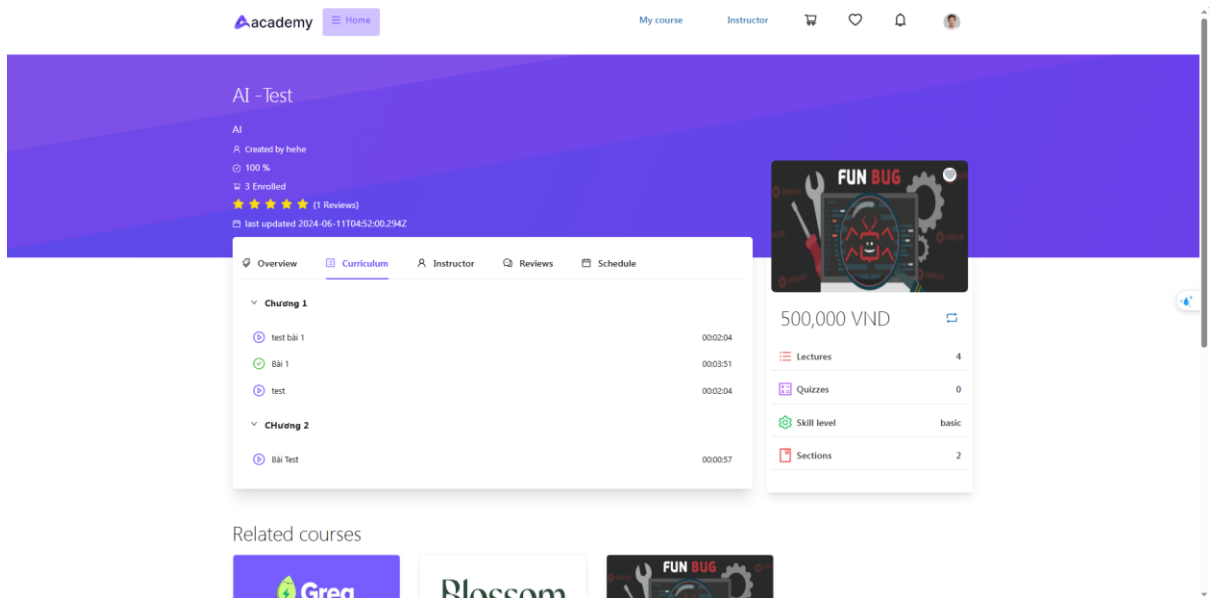 Aacademy
Home
My course
Instructor
AI -Test
AI
Created by hehe
100 %
3 Enrolled
(1 Reviews)
last updated 2024-06-11T04:52:00.294Z
FUN BUG
Overview
Curriculum
Instructor
Reviews
Schedule
Chương 1
test bài 1
00:02:04
Bài 1
00:03:51
test
00:02:04
CHương 2
Bài Test
00:00:57
500,000 VND
Lectures
4
Quizzes
0
Skill level
basic
Sections
2
Related courses
Greg
Blossom
FUN BUG